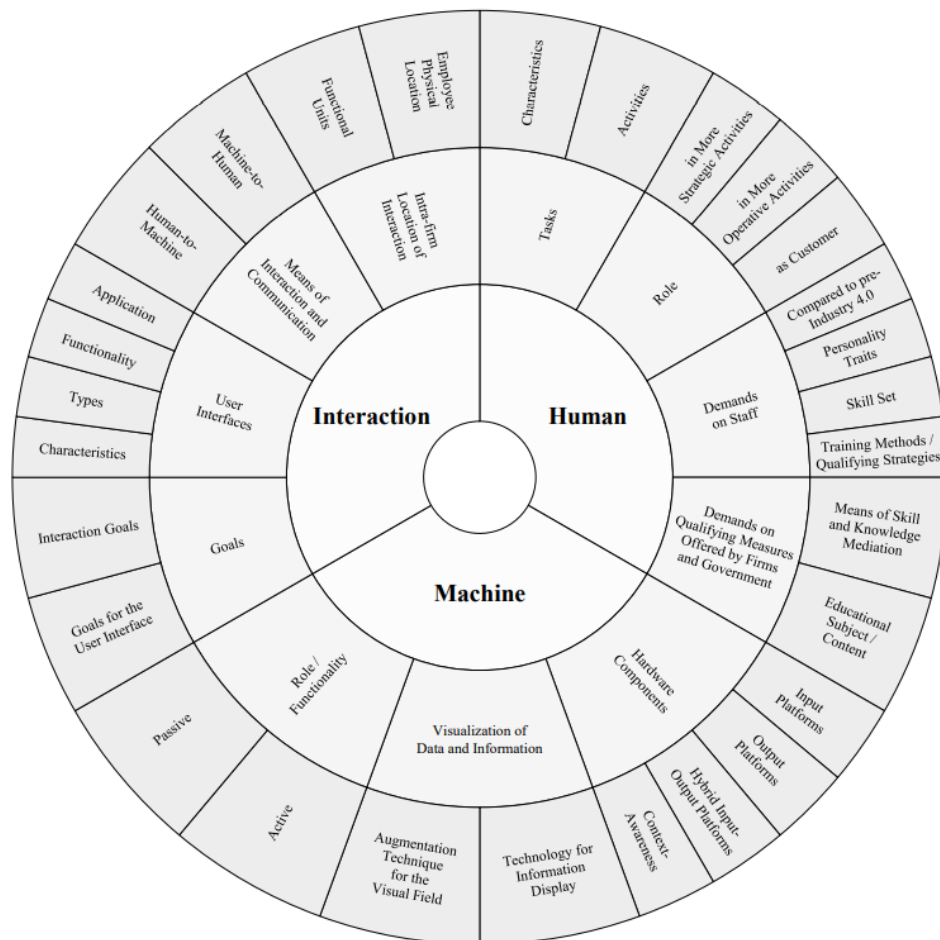 Interaction
Human
Machine
Tasks
Role
Demands
on Staff
Demands on
Qualifying Measures
Offered by Firms
and Government
Hardware
Components
Visualization of
Data and Information
Role /
Functionality
Goals
User
Interfaces
Means of
Interaction and
Communication
Intra-firm
Location of
Interaction
Characteristics
Activities
in More
Strategic Activities
in More
Operative Activities
as Customer
Compared to pre-
Industry 4.0
Personality
Traits
Skill Set
Training Methods /
Qualifying Strategies
Means of Skill
and Knowledge
Mediation
Educational
Subject /
Content
Input
Platforms
Output
Platforms
Hybrid Input-
Output Platforms
Context-
Awareness
Technology for
Information
Display
Augmentation
Technique
for the
Visual Field
Active
Passive
Goals for the
User Interface
Interaction Goals
Characteristics
Types
Functionality
Application
Human-to-
Machine
Machine-to-
Human
Functional
Units
Employee
Physical
Location